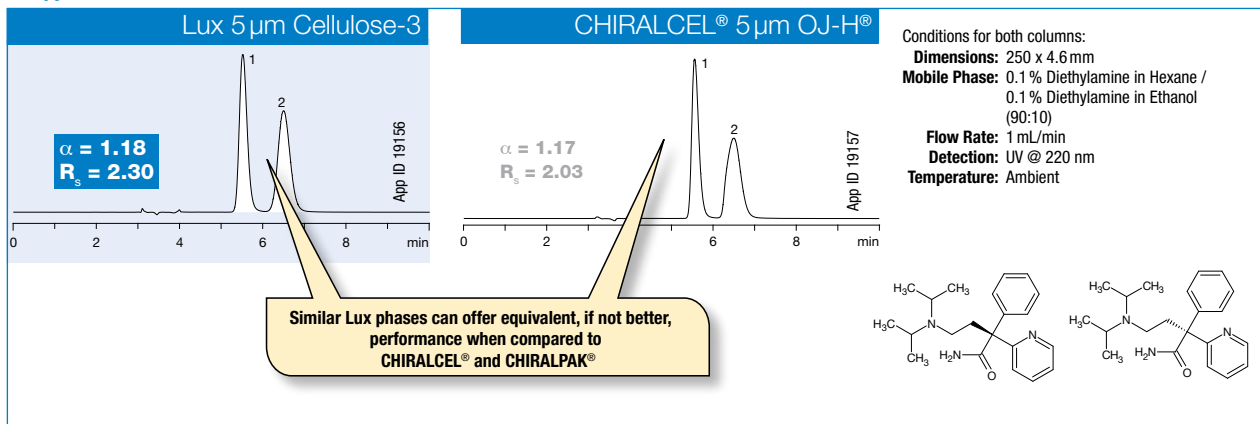 Lux 5 µm Cellulose-3
1
2
α = 1.18
Rs = 2.30
App ID 19156
0 2 4 6 8 min
CHIRALCEL® 5 µm OJ-H®
1
2
α = 1.17
Rs = 2.03
App ID 19157
0 2 4 6 8 min
Similar Lux phases can offer equivalent, if not better,
performance when compared to
CHIRALCEL® and CHIRALPAK®
Conditions for both columns:
Dimensions: 250 x 4.6 mm
Mobile Phase: 0.1 % Diethylamine in Hexane /
0.1 % Diethylamine in Ethanol
(90:10)
Flow Rate: 1 mL/min
Detection: UV @ 220 nm
Temperature: Ambient
H3C CH3
H3C N N
CH3 H2N O
H3C CH3
H3C N N
CH3 H2N O